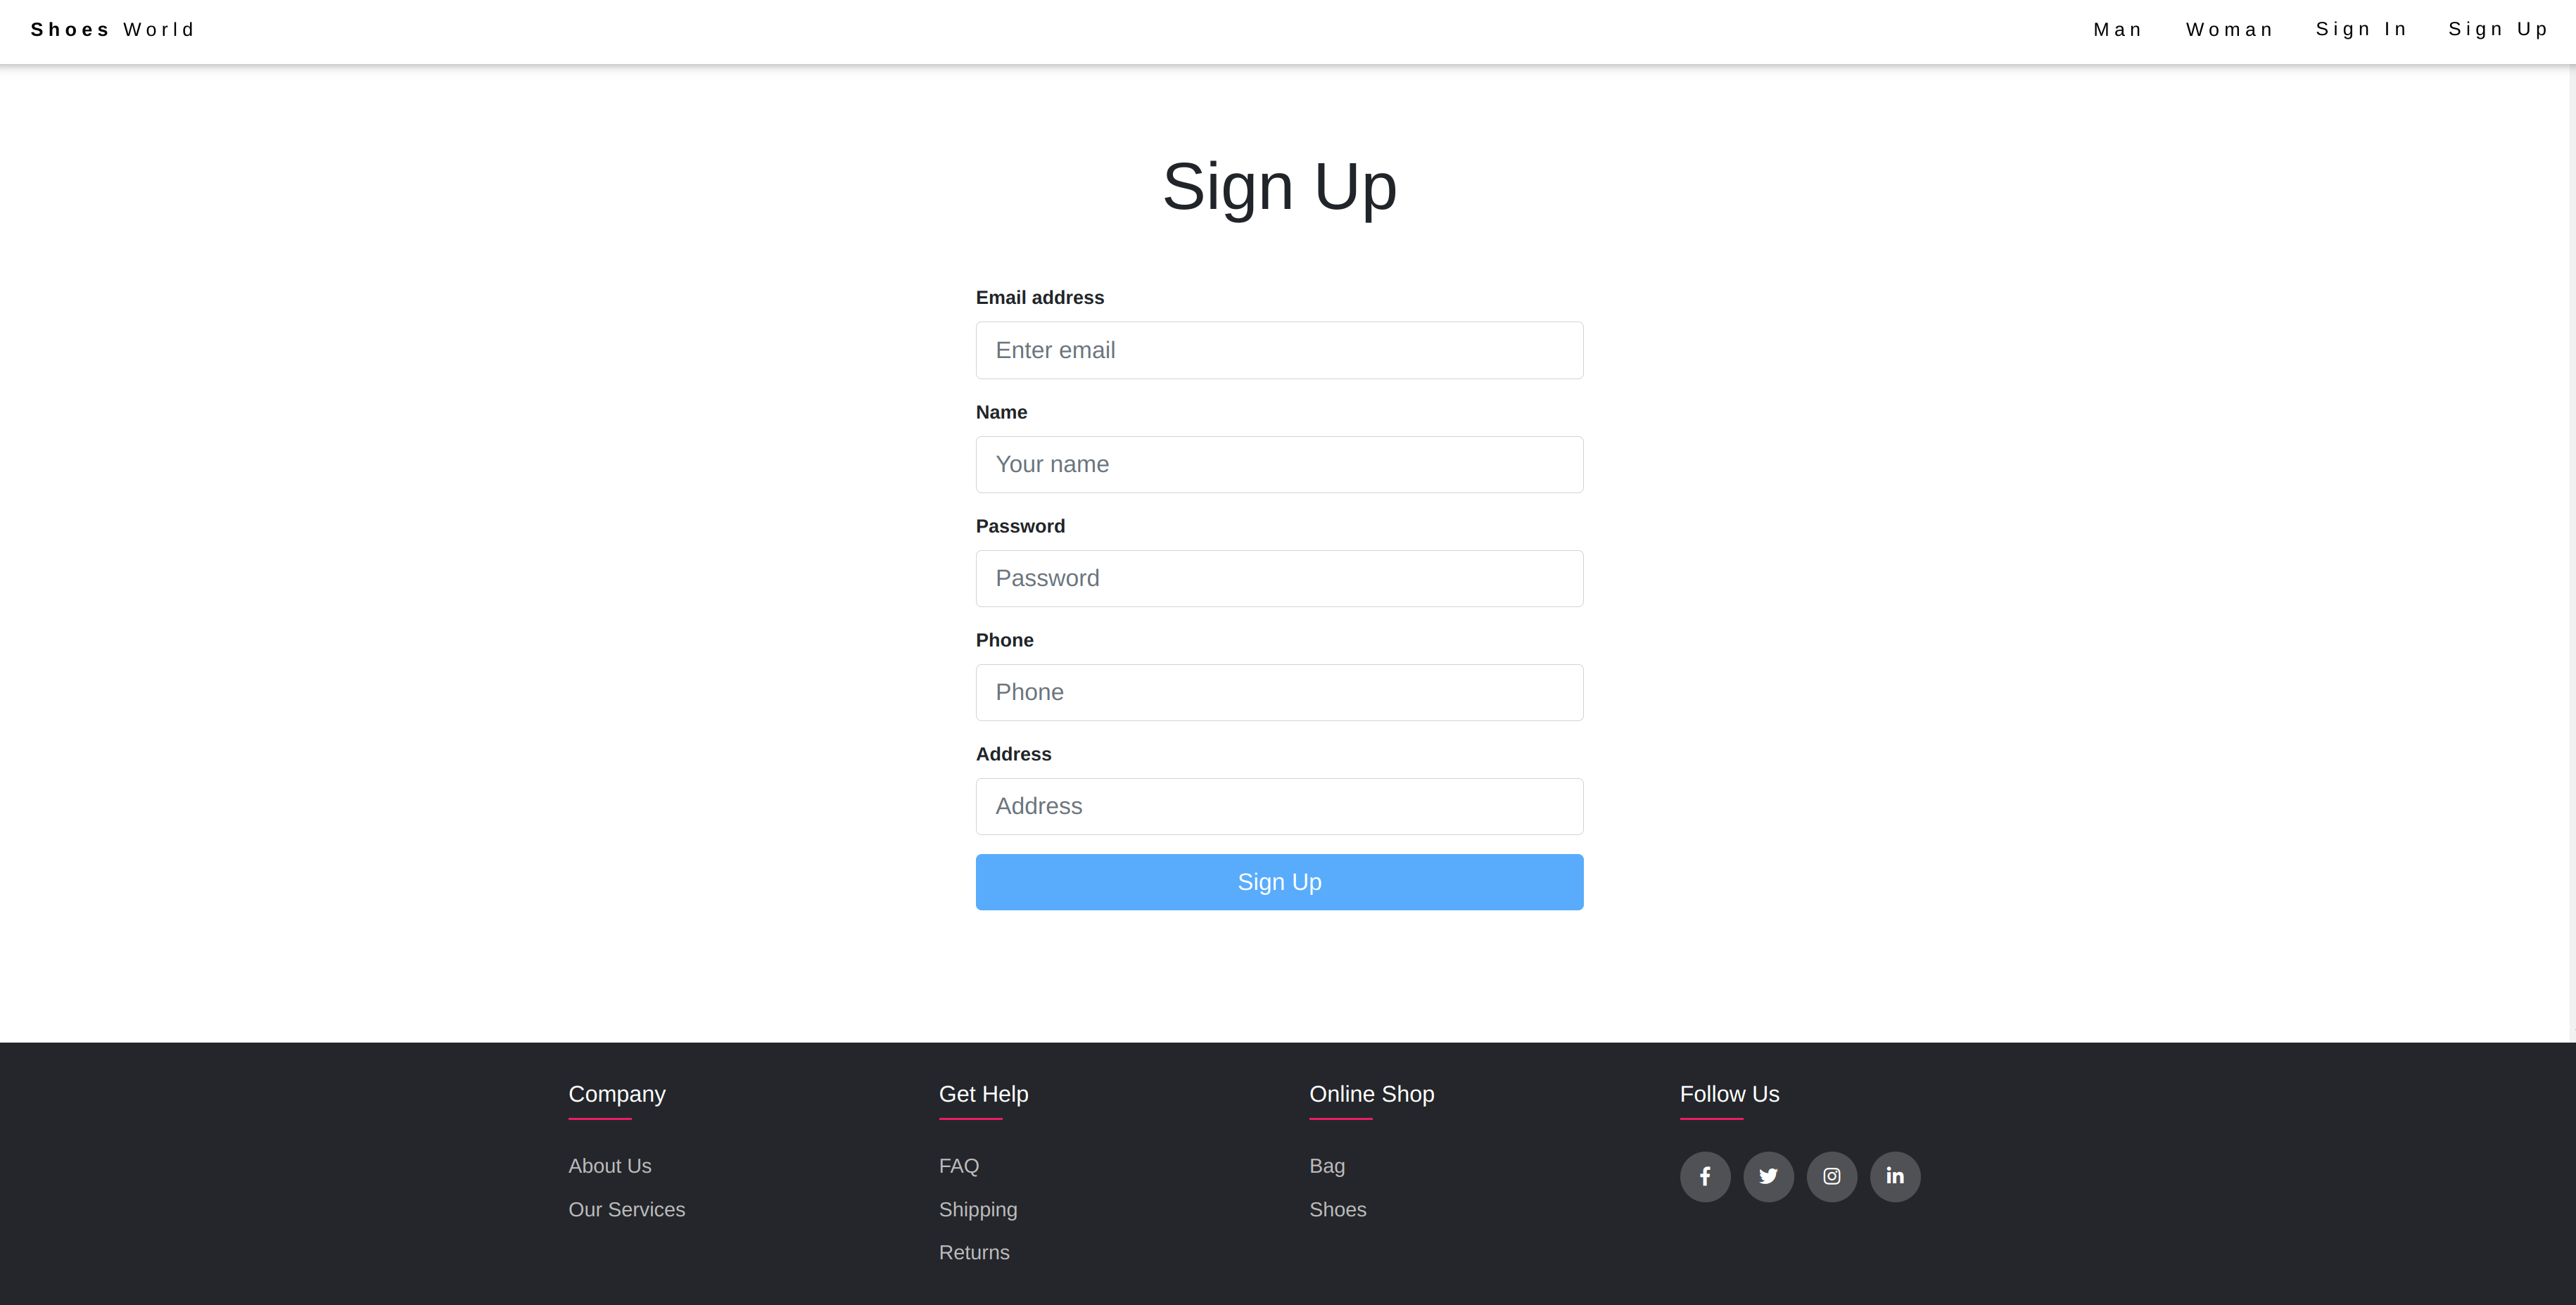 Shoes World
Man
Woman
Sign In
Sign Up
Sign Up
Email address
Enter email
Name
Your name
Password
Password
Phone
Phone
Address
Address
Sign Up
Company
About Us
Our Services
Get Help
FAQ
Shipping
Returns
Online Shop
Bag
Shoes
Follow Us